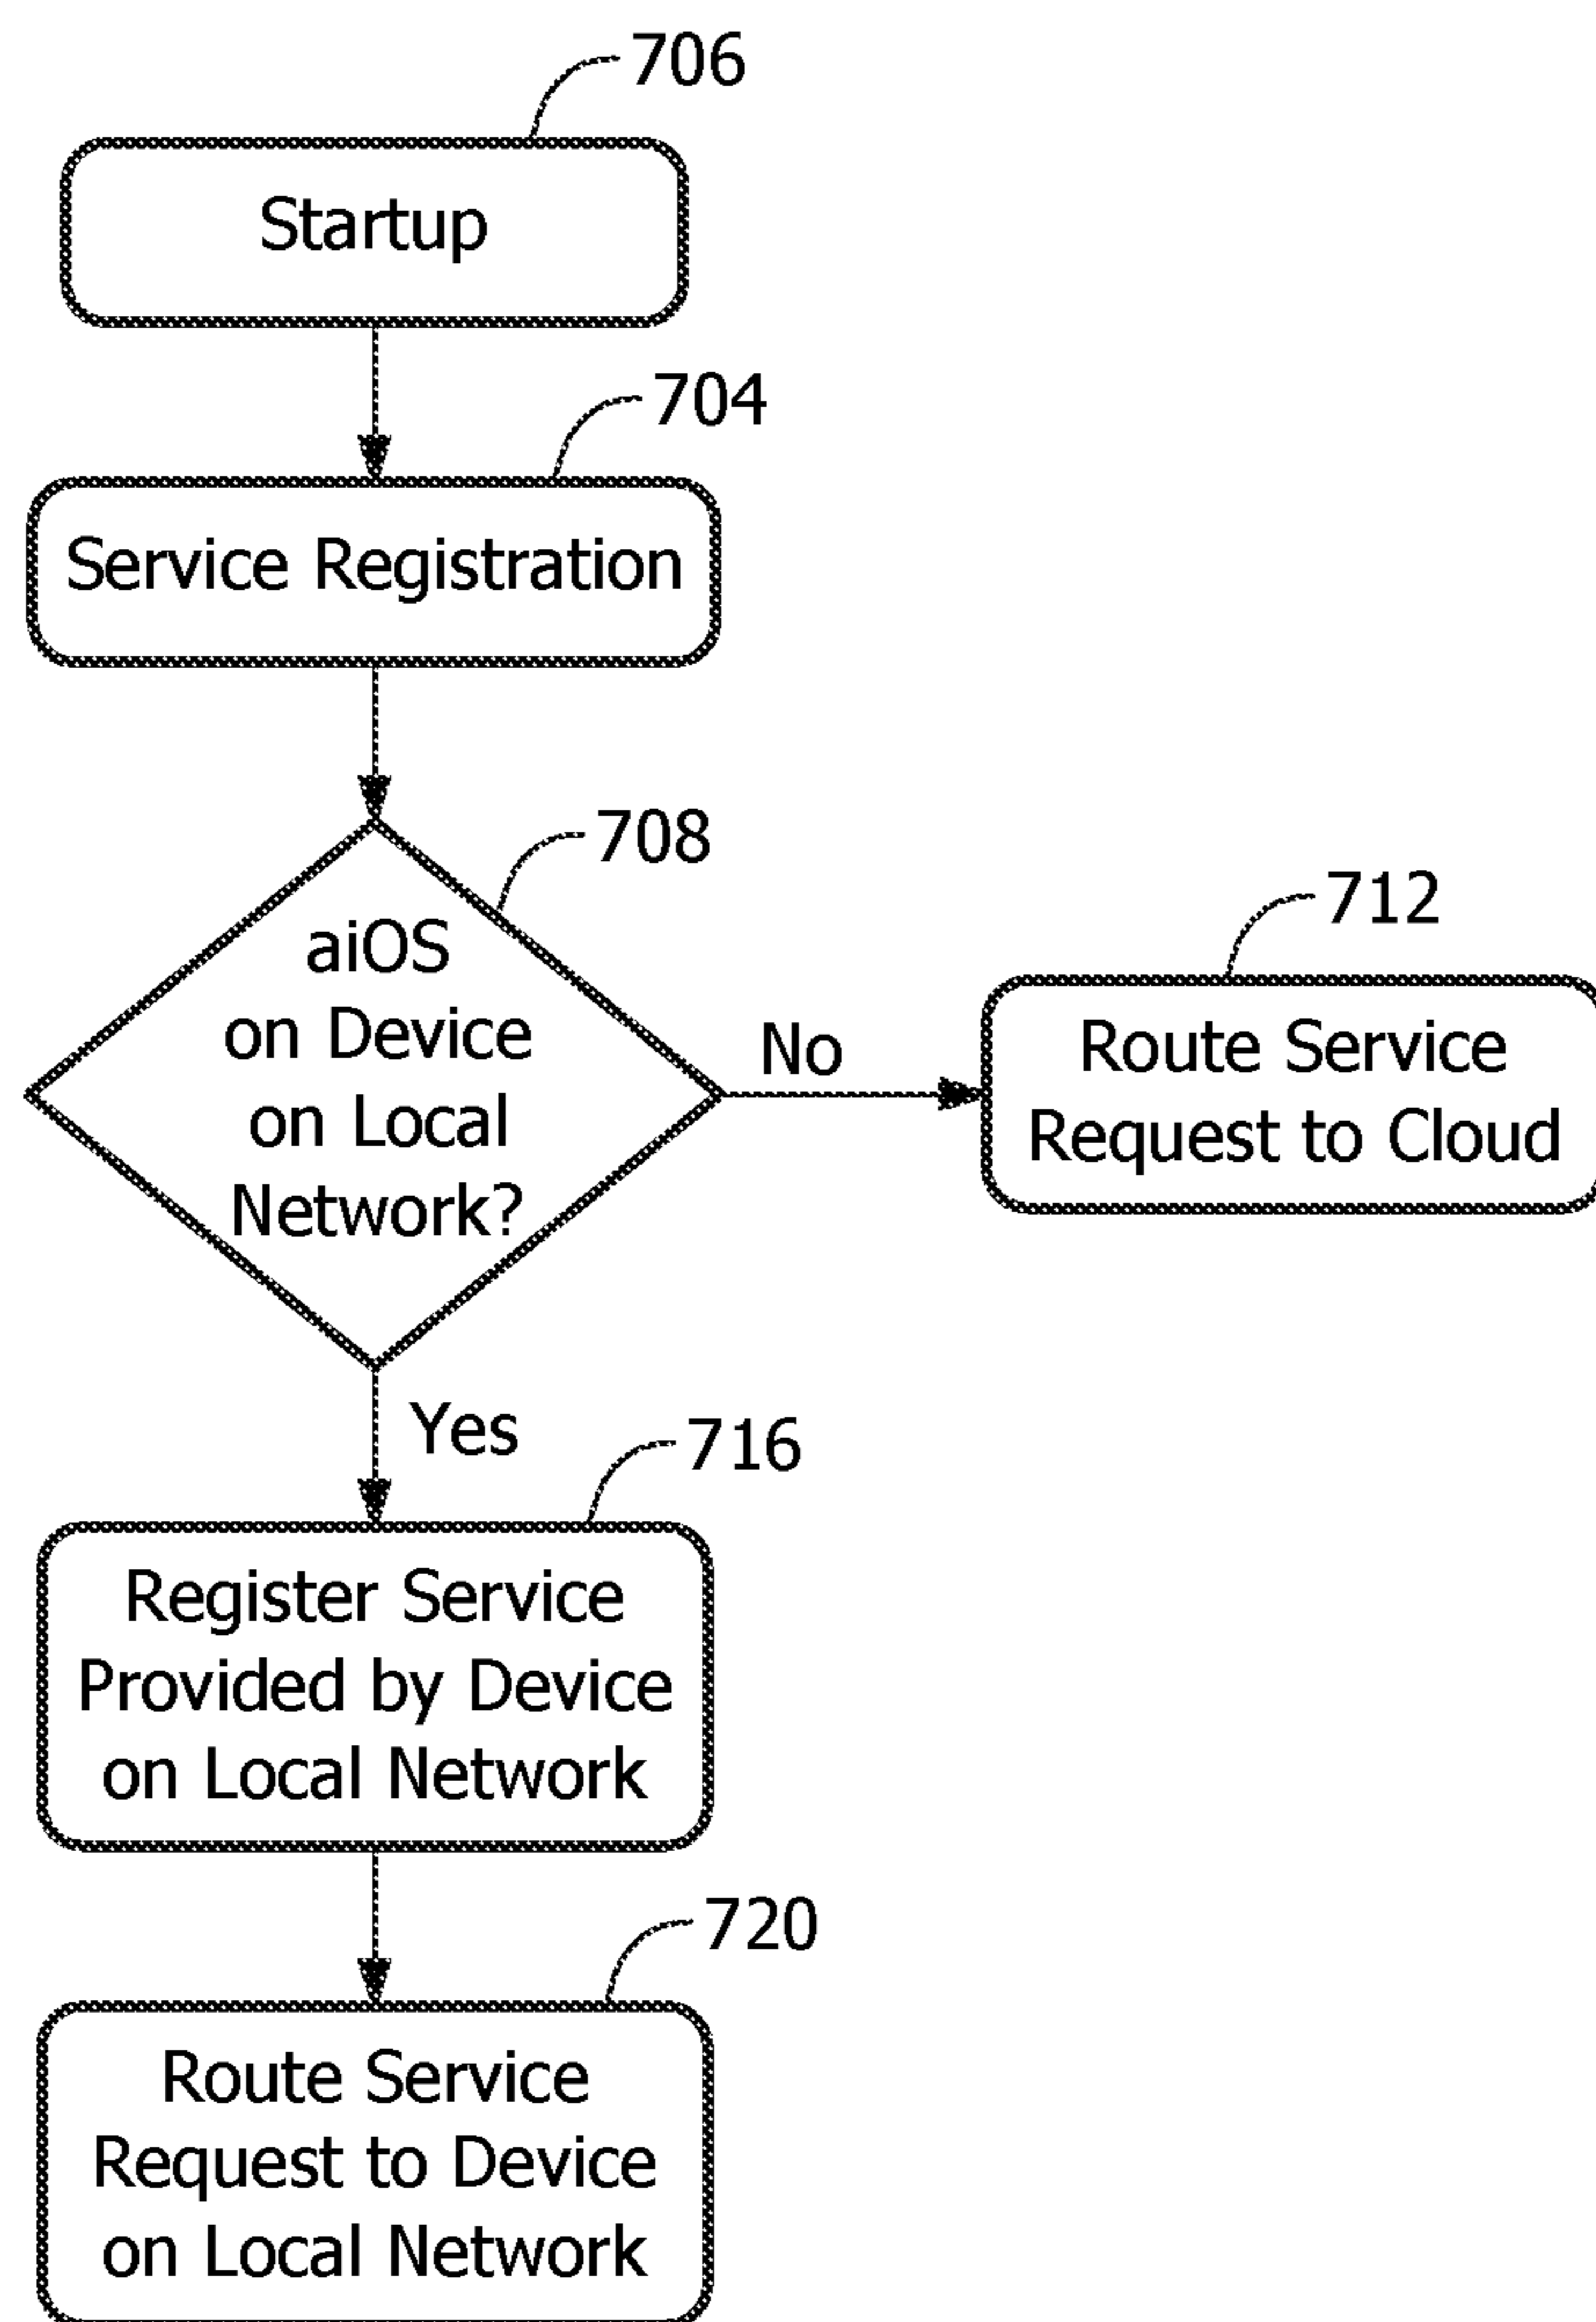 706
Startup
704
Service Registration
708
aiOS
on Device
on Local
Network?
No
712
Route Service
Request to Cloud
Yes
716
Register Service
Provided by Device
on Local Network
720
Route Service
Request to Device
on Local Network